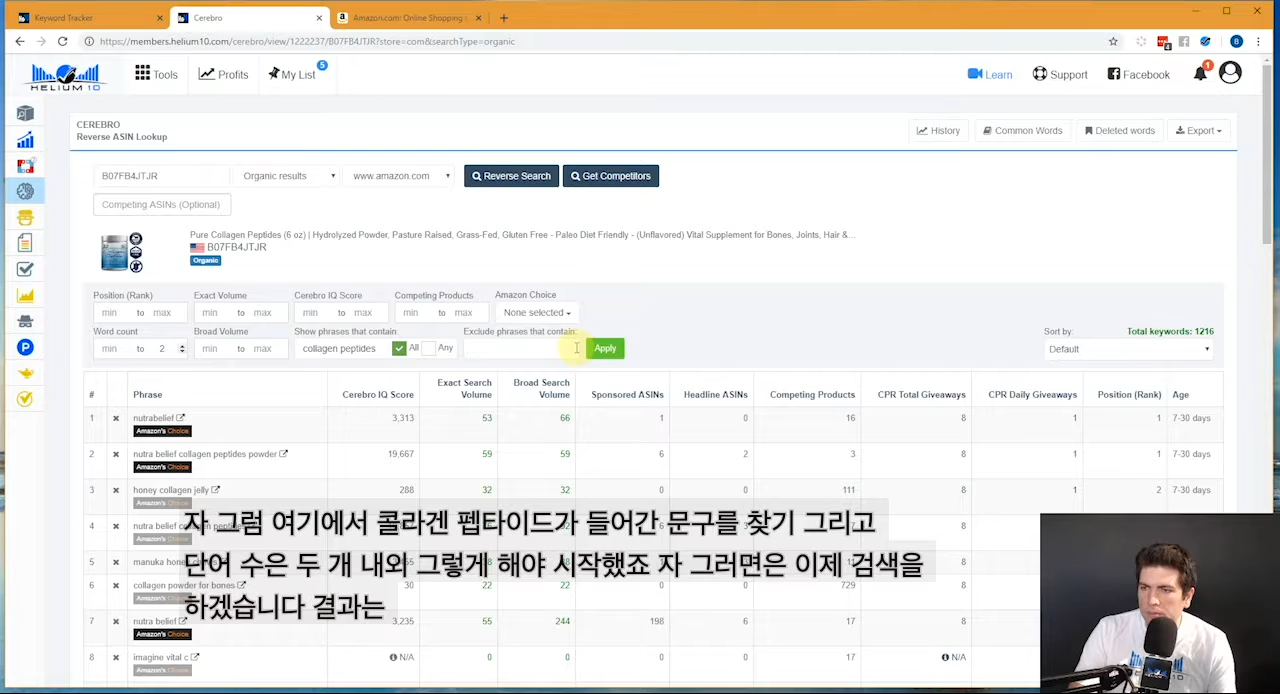 Keyword Tracker
Cerebro
Amazon.com: Online Shopping
https://members.helium10.com/cerebro/view/1222237/B07FB4JTJR?store=com&searchType=organic
HELIUM 10
Tools
Profits
My List 5
Learn
Support
Facebook
1
CEREBRO
Reverse ASIN Lookup
History
Common Words
Deleted words
Export
B07FB4JTJR
Organic results
www.amazon.com
Reverse Search
Get Competitors
Competing ASINs (Optional)
Pure Collagen Peptides (6 oz) | Hydrolyzed Powder, Pasture Raised, Grass-Fed, Gluten Free - Paleo Diet Friendly - (Unflavored) Vital Supplement for Bones, Joints, Hair &...
B07FB4JTJR
Organic
Position (Rank) Exact Volume Cerebro IQ Score Competing Products Amazon Choice
min to max min to max min to max min to max None selected
Word count Broad Volume Show phrases that contain: Exclude phrases that contain: Sort by: Total keywords: 1216
min to 2 min to max collagen peptides All Any Apply Default
# Phrase Cerebro IQ Score Exact Search Volume Broad Search Volume Sponsored ASINs Headline ASINs Competing Products CPR Total Giveaways CPR Daily Giveaways Position (Rank) Age
1 nutrabelief 3,313 53 66 1 0 16 8 1 1 7-30 days
Amazon's Choice
2 nutra belief collagen peptides powder 19,667 59 59 6 2 3 8 1 1 7-30 days
Amazon's Choice
3 honey collagen jelly 288 32 32 0 0 111 8 1 2 7-30 days
Amazon's Choice
자 그럼 여기에서 콜라겐 펩타이드가 들어간 문구를 찾기 그리고
단어 수은 두 개 내외 그렇게 해야 시작했죠 자 그러면은 이제 검색을
하겠습니다 결과는
4 nutra belief
5 manuka
6 collagen powder for bones 30 22 22 0 0 729 8
7 nutra belief 3,235 55 244 198 6 17 8
Amazon's Choice
8 imagine vital c N/A 0 0 0 0 17 N/A
Amazon's Choice
HELIUM 10